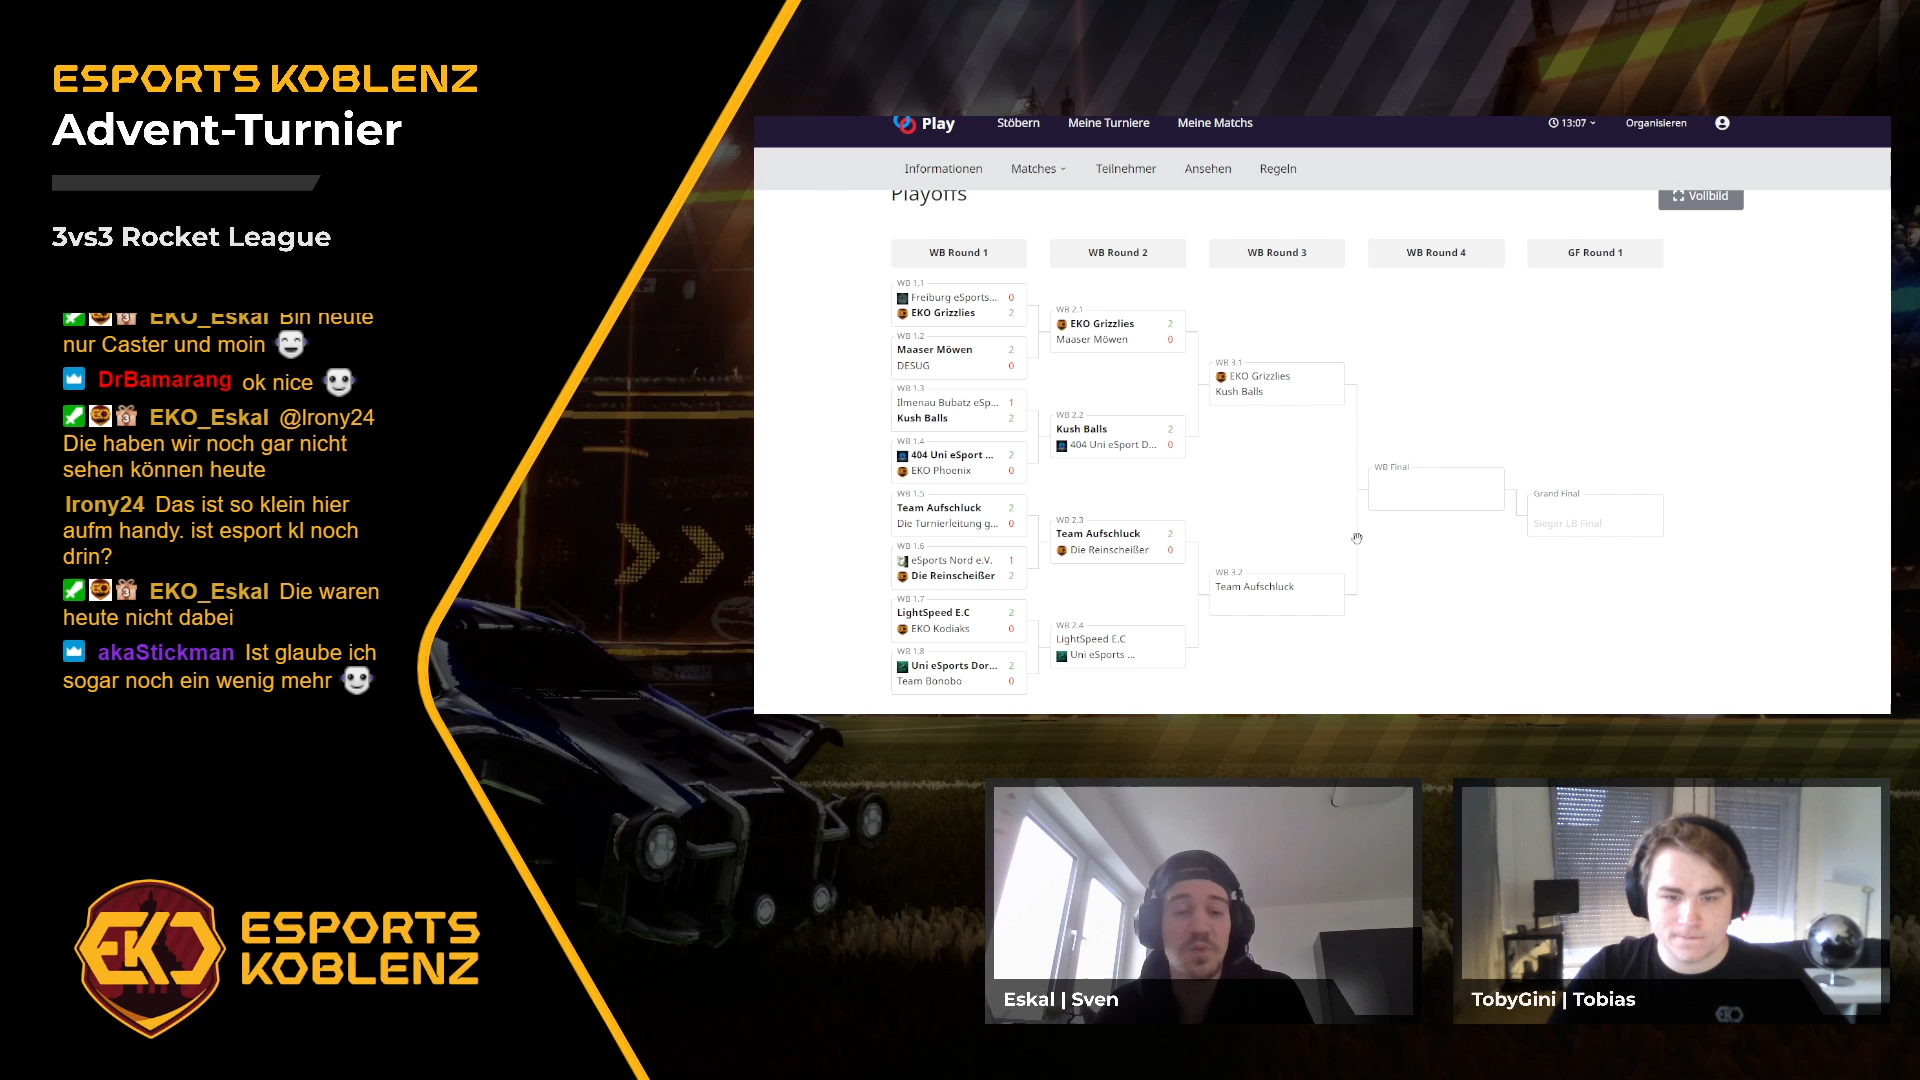 ESPORTS KOBLENZ
Advent-Turnier
3vs3 Rocket League
EKO_Eskal Bin heute
nur Caster und moin
DrBamarang ok nice
EKO_Eskal @Irony24
Die haben wir noch gar nicht
sehen können heute
Irony24 Das ist so klein hier
aufm handy. ist esport kl noch
drin?
EKO_Eskal Die waren
heute nicht dabei
akaStickman Ist glaube ich
sogar noch ein wenig mehr
EKO
ESPORTS
KOBLENZ
Play Stöbern Meine Turniere Meine Matchs 13:07 Organisieren
Informationen Matches Teilnehmer Ansehen Regeln
Playoffs Vollbild
WB Round 1 WB Round 2 WB Round 3 WB Round 4 GF Round 1
WB 1.1
Freiburg eSports... 0
EKO Grizzlies 2
WB 1.2
Maaser Möwen 2
DESUG 0
WB 1.3
Ilmenau Bubatz eSp... 1
Kush Balls 2
WB 1.4
404 Uni eSport ... 2
EKO Phoenix 0
WB 1.5
Team Aufschluck 2
Die Turnierleitung g... 0
WB 1.6
eSports Nord e.V. 1
Die Reinscheißer 2
WB 1.7
LightSpeed E.C 2
EKO Kodiaks 0
WB 1.8
Uni eSports Dor... 2
Team Bonobo 0
WB 2.1
EKO Grizzlies 2
Maaser Möwen 0
WB 2.2
Kush Balls 2
404 Uni eSport D... 0
WB 2.3
Team Aufschluck 2
Die Reinscheißer 0
WB 2.4
LightSpeed E.C
Uni eSports ...
WB 3.1
EKO Grizzlies
Kush Balls
WB 3.2
Team Aufschluck
WB Final
Grand Final
Sieger LB Final
Eskal | Sven
TobyGini | Tobias